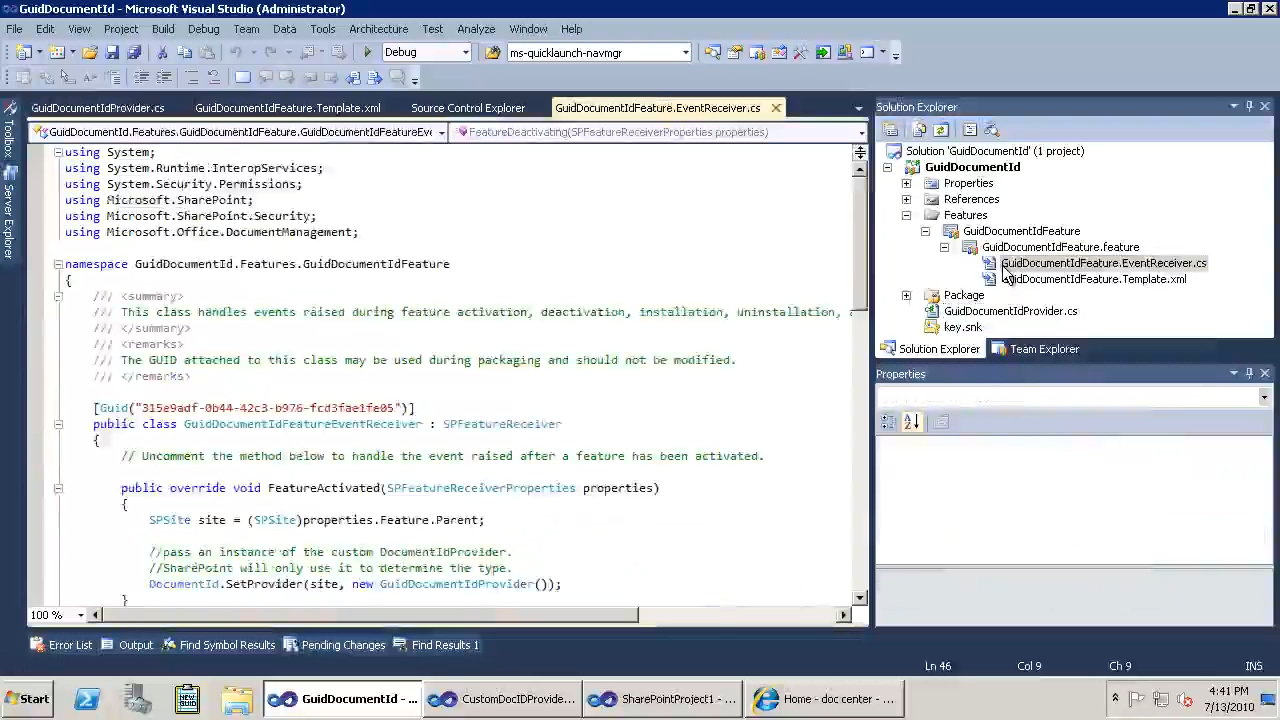 GuidDocumentId - Microsoft Visual Studio (Administrator)
File Edit View Project Build Debug Team Data Tools Architecture Test Analyze Window Help
Debug ms-quicklaunch-navmgr
GuidDocumentIdProvider.cs GuidDocumentIdFeature.Template.xml Source Control Explorer GuidDocumentIdFeature.EventReceiver.cs
GuidDocumentId.Features.GuidDocumentIdFeature.GuidDocumentIdFeatureEve FeatureDeactivating(SPFeatureReceiverProperties properties)
using System;
using System.Runtime.InteropServices;
using System.Security.Permissions;
using Microsoft.SharePoint;
using Microsoft.SharePoint.Security;
using Microsoft.Office.DocumentManagement;
namespace GuidDocumentId.Features.GuidDocumentIdFeature
{
/// <summary>
/// This class handles events raised during feature activation, deactivation, installation, uninstallation,
/// </summary>
/// <remarks>
/// The GUID attached to this class may be used during packaging and should not be modified.
/// </remarks>
[Guid("315e9adf-0b44-42c3-b976-fcd3fae1fe05")]
public class GuidDocumentIdFeatureEventReceiver : SPFeatureReceiver
{
// Uncomment the method below to handle the event raised after a feature has been activated.
public override void FeatureActivated(SPFeatureReceiverProperties properties)
{
SPSite site = (SPSite)properties.Feature.Parent;
//pass an instance of the custom DocumentIdProvider.
//SharePoint will only use it to determine the type.
DocumentId.SetProvider(site, new GuidDocumentIdProvider());
}
100 %
Toolbox
Server Explorer
Solution Explorer
Solution 'GuidDocumentId' (1 project)
GuidDocumentId
Properties
References
Features
GuidDocumentIdFeature
GuidDocumentIdFeature.feature
GuidDocumentIdFeature.EventReceiver.cs
GuidDocumentIdFeature.Template.xml
Package
GuidDocumentIdProvider.cs
key.snk
Solution Explorer Team Explorer
Properties
Error List Output Find Symbol Results Pending Changes Find Results 1
Ln 46 Col 9 Ch 9 INS
Start GuidDocumentId - ... CustomDocIDProvide... SharePointProject1 - ... Home - doc center - ... 4:41 PM
7/13/2010